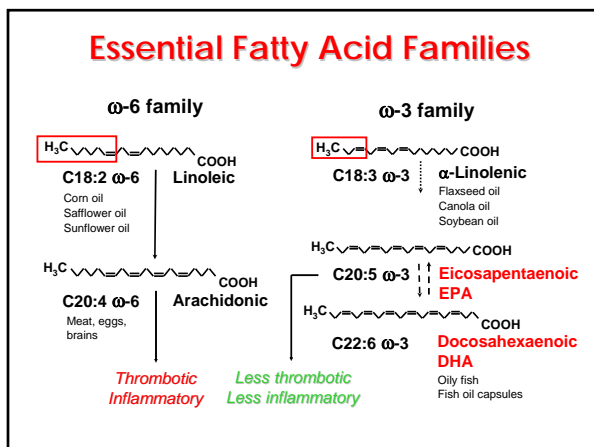 Essential Fatty Acid Families
ω-6 family
H₃C
COOH
C18:2 ω-6 Linoleic
Corn oil
Safflower oil
Sunflower oil
H₃C
COOH
C20:4 ω-6 Arachidonic
Meat, eggs,
brains
Thrombotic
Inflammatory
ω-3 family
H₃C
COOH
C18:3 ω-3 α-Linolenic
Flaxseed oil
Canola oil
Soybean oil
H₃C
COOH
C20:5 ω-3 Eicosapentaenoic
EPA
H₃C
COOH
C22:6 ω-3 Docosahexaenoic
DHA
Oily fish
Fish oil capsules
Less thrombotic
Less inflammatory